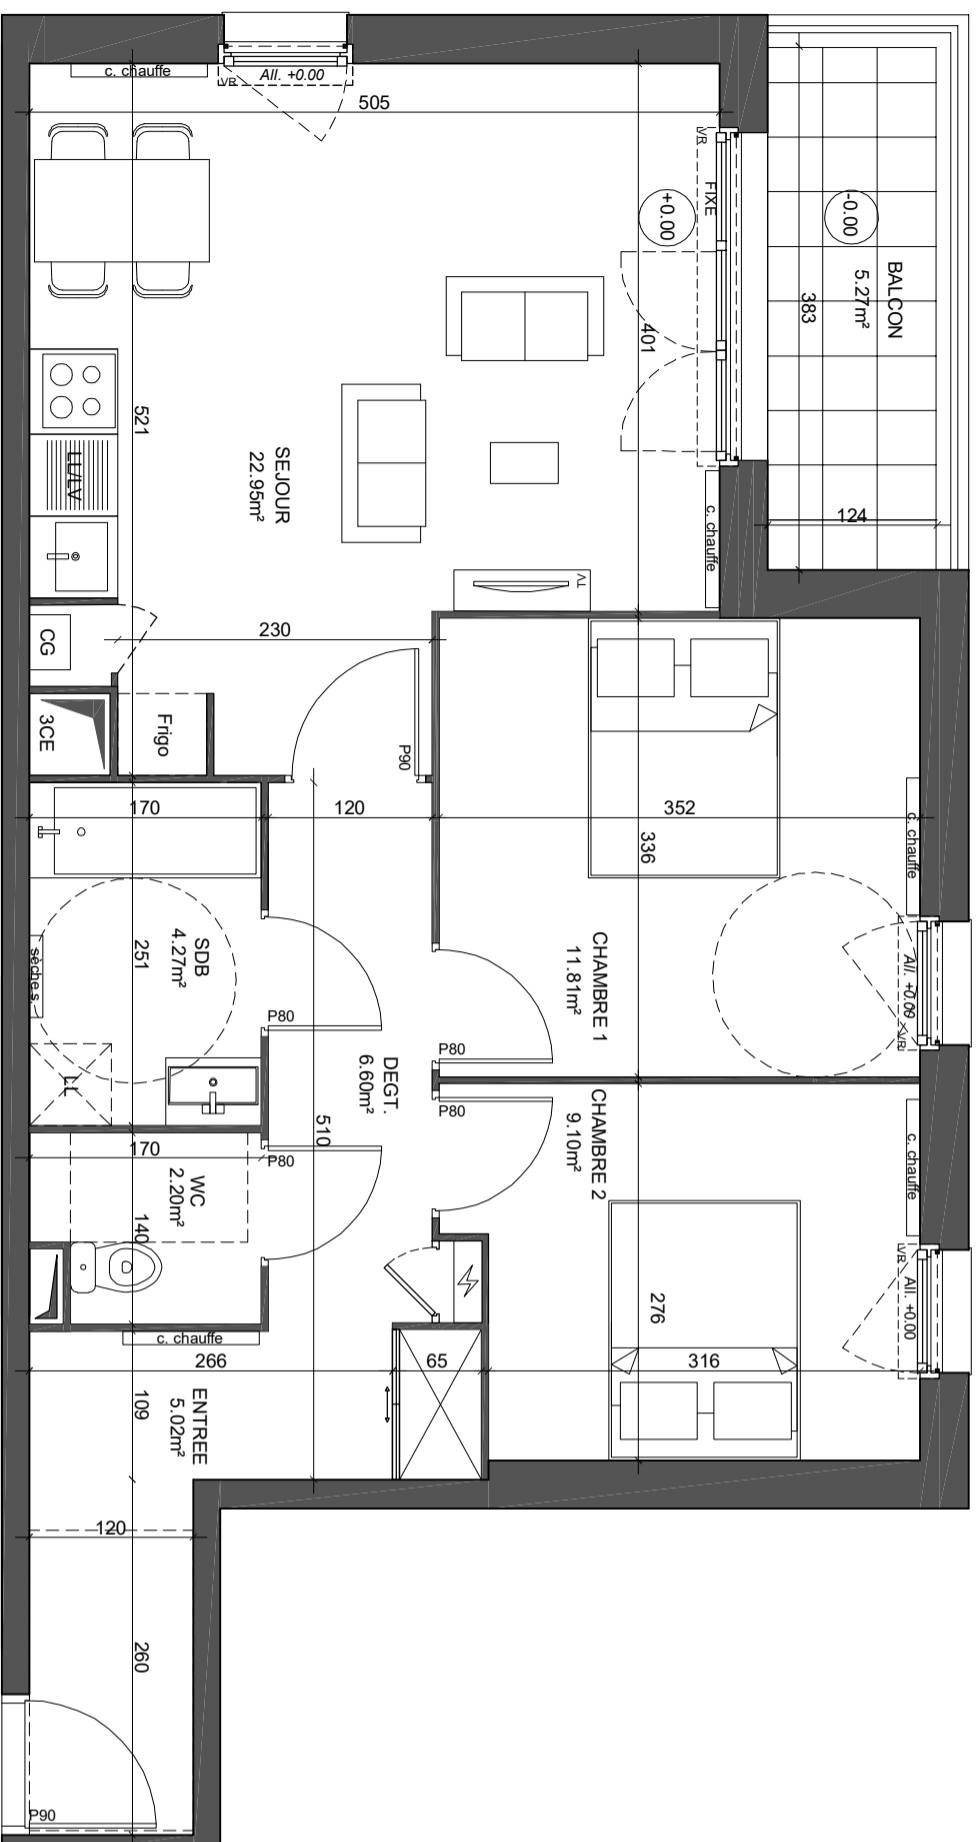 c. chauffe
VR
All. +0.00
505
VR
FIXE
+0.00
-0.00
BALCON
5.27m²
383
401
124
c. chauffe
521
LL/LV
SEJOUR
22.95m²
TV
CG
230
3CE
Frigo
P90
170
120
352
336
c. chauffe
All. +0.00
VR
SDB
4.27m²
251
sèche s.
LL
P80
P80
CHAMBRE 1
11.81m²
DEGT.
6.60m²
510
P80
P80
CHAMBRE 2
9.10m²
c. chauffe
170
WC
2.20m²
140
VR
All. +0.00
276
c. chauffe
266
65
316
ENTREE
5.02m²
109
120
260
P90